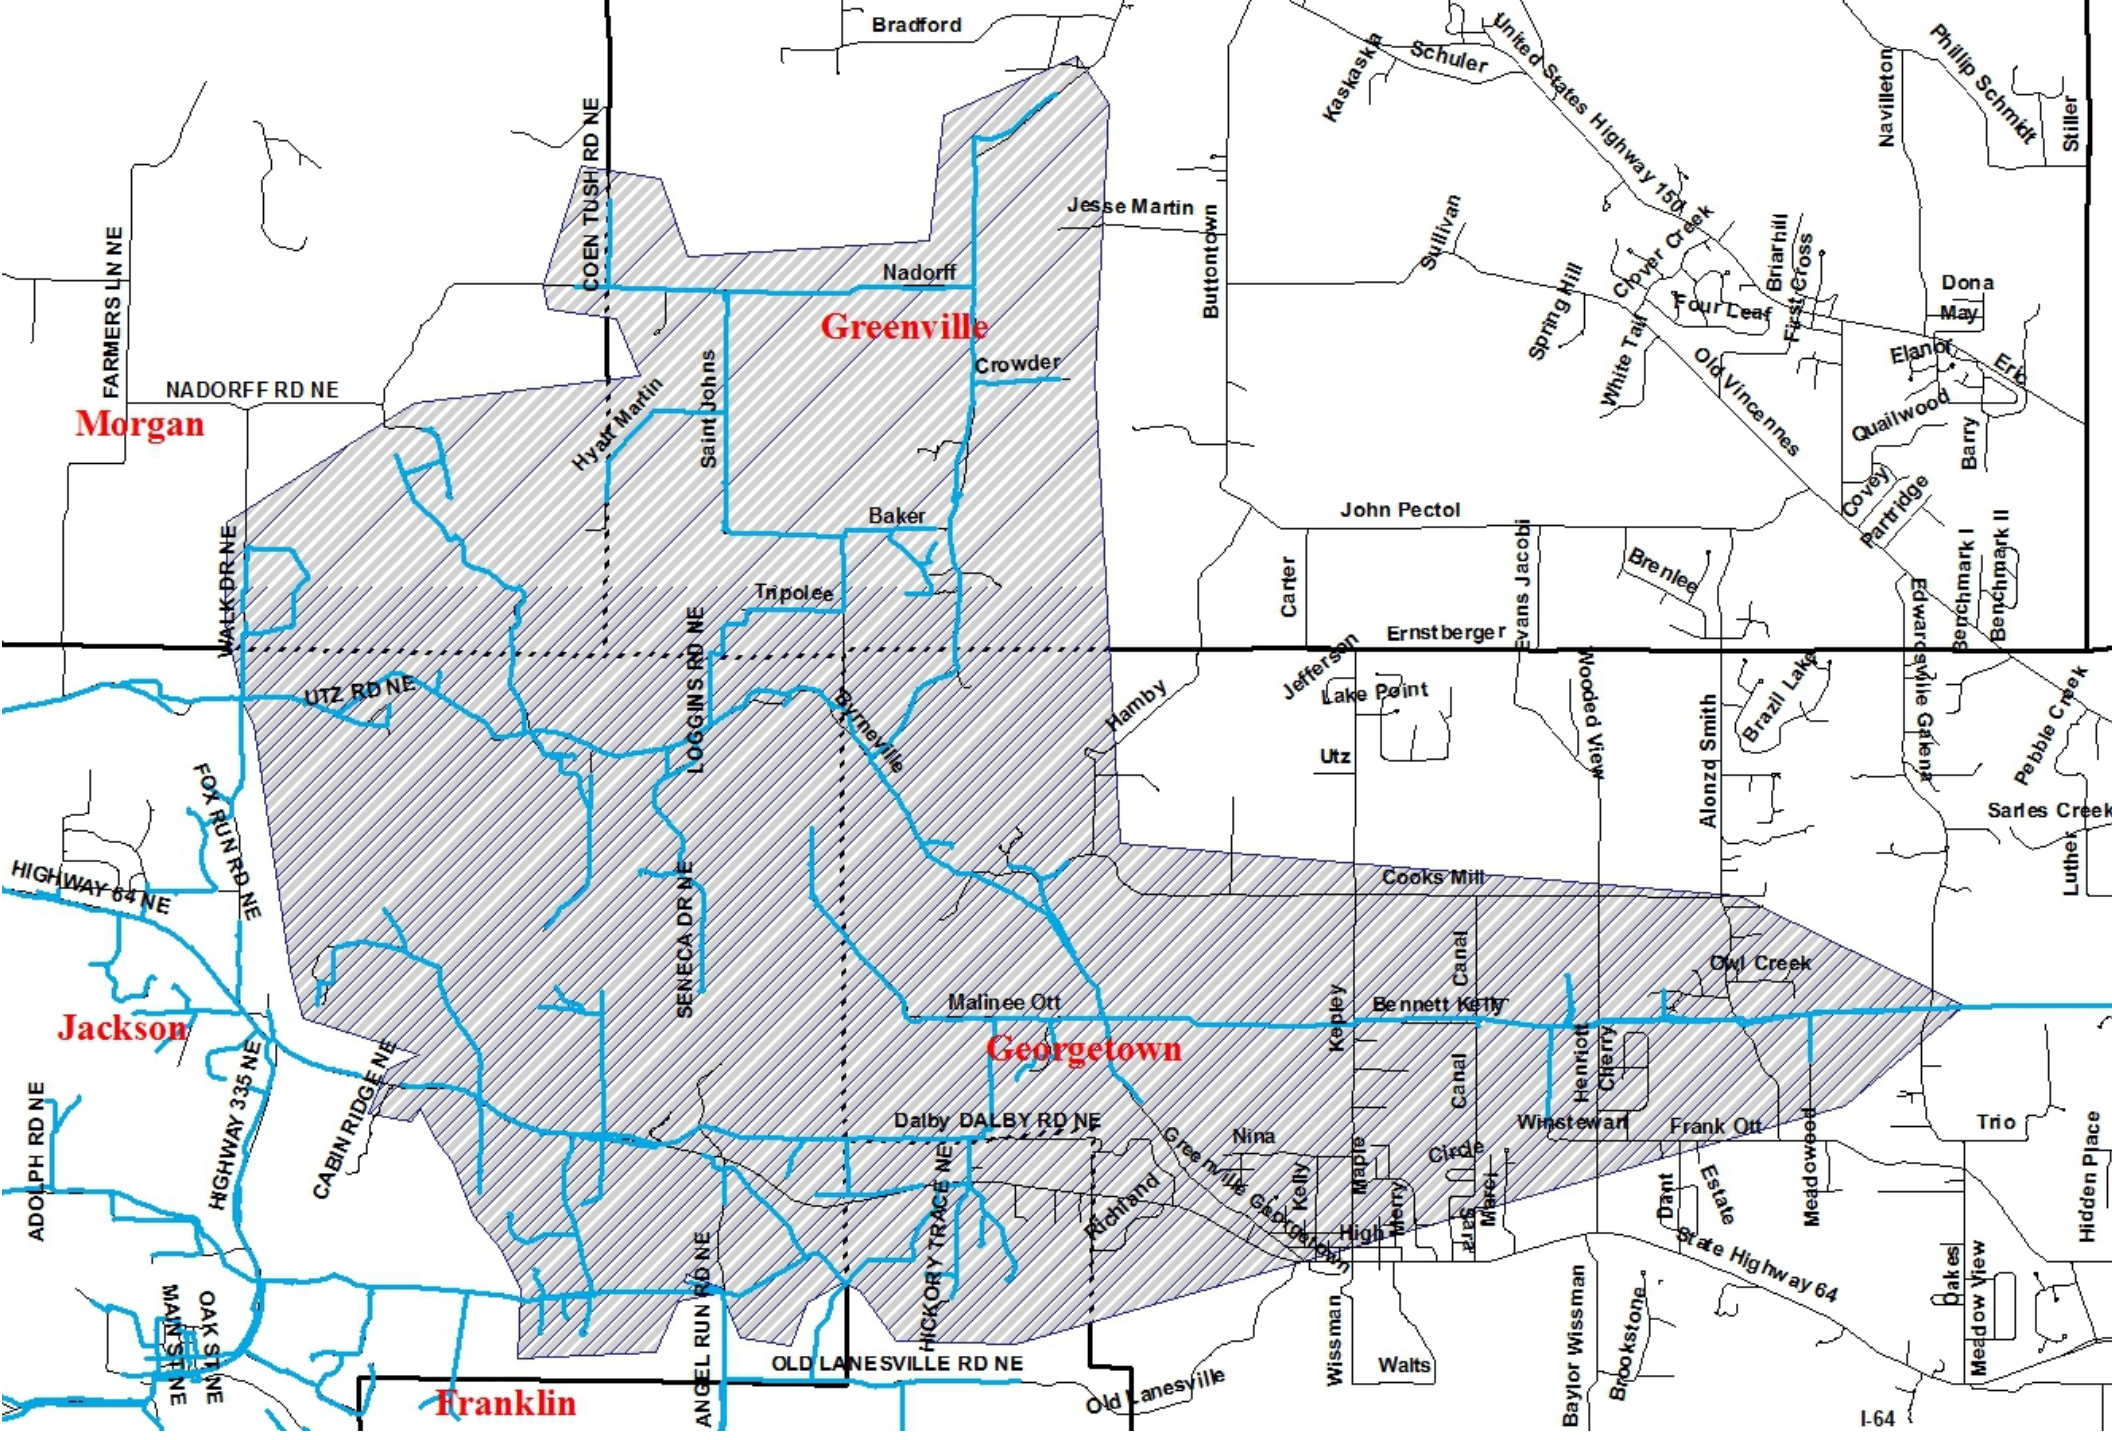 Bradford
Schuler
United States Highway 150
Kaskaskia
Navilleton
Phillip Schmidt
Stiller
COEN TUSH RD NE
Jesse Martin
Buttontown
Sullivan
Clover Creek
Briarhill
First Cross
FARMERS LN NE
Nadorff
Greenville
Spring Hill
White Tail
Four Leaf
Dona
May
Elanor
Eric
Old Vincennes
NADORFF RD NE
Morgan
Hyatt Martin
Saint Johns
Crowder
Quailwood
Barry
Covey
Partridge
Baker
John Pectol
Evans Jacobi
Carter
Brenlee
WALK DR NE
Tripolee
LOGGINS RD NE
Ernstberger
Edwardsville Galena
Benchmark I
Benchmark II
UTZ RD NE
Byrneville
Hamby
Jefferson
Lake Point
Utz
Wooded View
Alonzo Smith
Brazil Lake
Pebble Creek
Sarles Creek
Luther
FOX RUN RD NE
HIGHWAY 64 NE
SENECA DR NE
Cooks Mill
Canal
Owl Creek
Jackson
Malinee Ott
Georgetown
Kepley
Bennett Kelly
Canal
Henriott
Cherry
HIGHWAY 335 NE
CABIN RIDGE NE
ADOLPH RD NE
Dalby DALBY RD NE
Greenville Georgetown
Nina
Maple
Circle
Winstewart
Frank Ott
Meadowood
Trio
Hidden Place
HICKORY TRACE NE
Richland
Kelly
Merry
High
Sara
Marci
Dant
Estate
State Highway 64
ANGEL RUN RD NE
MAIN ST NE
OAK ST NE
OLD LANESVILLE RD NE
Franklin
Old Lanesville
Wissman
Walts
Baylor Wissman
Brookstone
Oakes
Meadow View
I-64